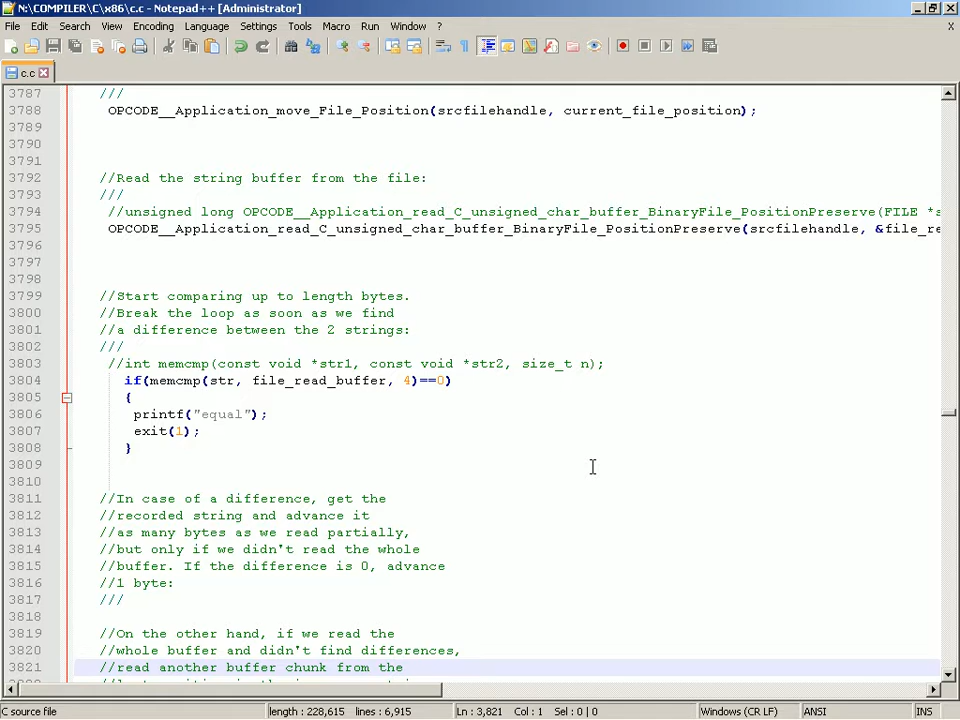 N:\COMPILER\C\x86\c.c - Notepad++ [Administrator]
File Edit Search View Encoding Language Settings Tools Macro Run Window ? X
c.c
3787 ///
3788 OPCODE__Application_move_File_Position(srcfilehandle, current_file_position);
3789
3790
3791
3792 //Read the string buffer from the file:
3793 ///
3794 //unsigned long OPCODE__Application_read_C_unsigned_char_buffer_BinaryFile_PositionPreserve(FILE *s
3795 OPCODE__Application_read_C_unsigned_char_buffer_BinaryFile_PositionPreserve(srcfilehandle, &file_re
3796
3797
3798
3799 //Start comparing up to length bytes.
3800 //Break the loop as soon as we find
3801 //a difference between the 2 strings:
3802 ///
3803 //int memcmp(const void *str1, const void *str2, size_t n);
3804 if(memcmp(str, file_read_buffer, 4)==0)
3805 {
3806 printf("equal");
3807 exit(1);
3808 }
3809
3810
3811 //In case of a difference, get the
3812 //recorded string and advance it
3813 //as many bytes as we read partially,
3814 //but only if we didn't read the whole
3815 //buffer. If the difference is 0, advance
3816 //1 byte:
3817 ///
3818
3819 //On the other hand, if we read the
3820 //whole buffer and didn't find differences,
3821 //read another buffer chunk from the
C source file length : 228,615 lines : 6,915 Ln : 3,821 Col : 1 Sel : 0 | 0 Windows (CR LF) ANSI INS